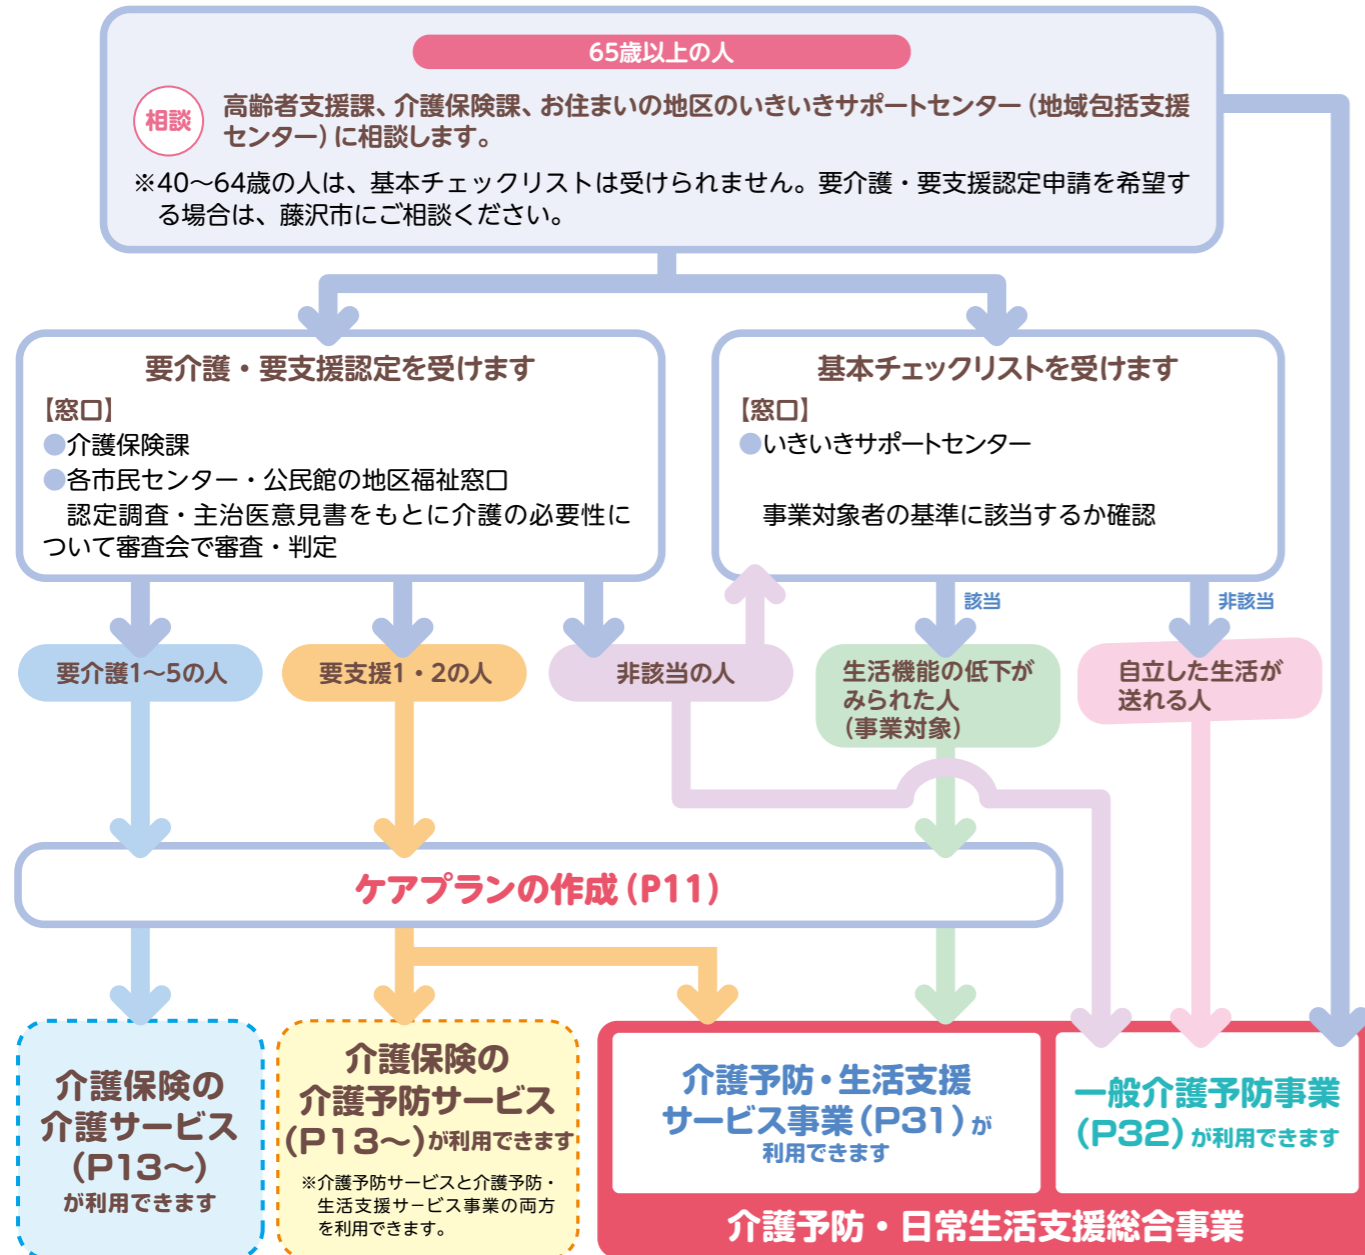 65歳以上の人
相談
高齢者支援課、介護保険課、お住まいの地区のいきいきサポートセンター（地域包括支援
センター）に相談します。
※40～64歳の人は、基本チェックリストは受けられません。要介護・要支援認定申請を希望す
る場合は、藤沢市にご相談ください。
要介護・要支援認定を受けます
【窓口】
●介護保険課
●各市民センター・公民館の地区福祉窓口
認定調査・主治医意見書をもとに介護の必要性に
ついて審査会で審査・判定
基本チェックリストを受けます
【窓口】
●いきいきサポートセンター
事業対象者の基準に該当するか確認
該当
非該当
要介護1～5の人
要支援1・2の人
非該当の人
生活機能の低下が
みられた人
（事業対象）
自立した生活が
送れる人
ケアプランの作成（P11）
介護保険の
介護サービス
（P13～）
が利用できます
介護保険の
介護予防サービス
（P13～）が利用できます
※介護予防サービスと介護予防・
生活支援サービス事業の両方
を利用できます。
介護予防・生活支援
サービス事業（P31）が
利用できます
一般介護予防事業
（P32）が利用できます
介護予防・日常生活支援総合事業